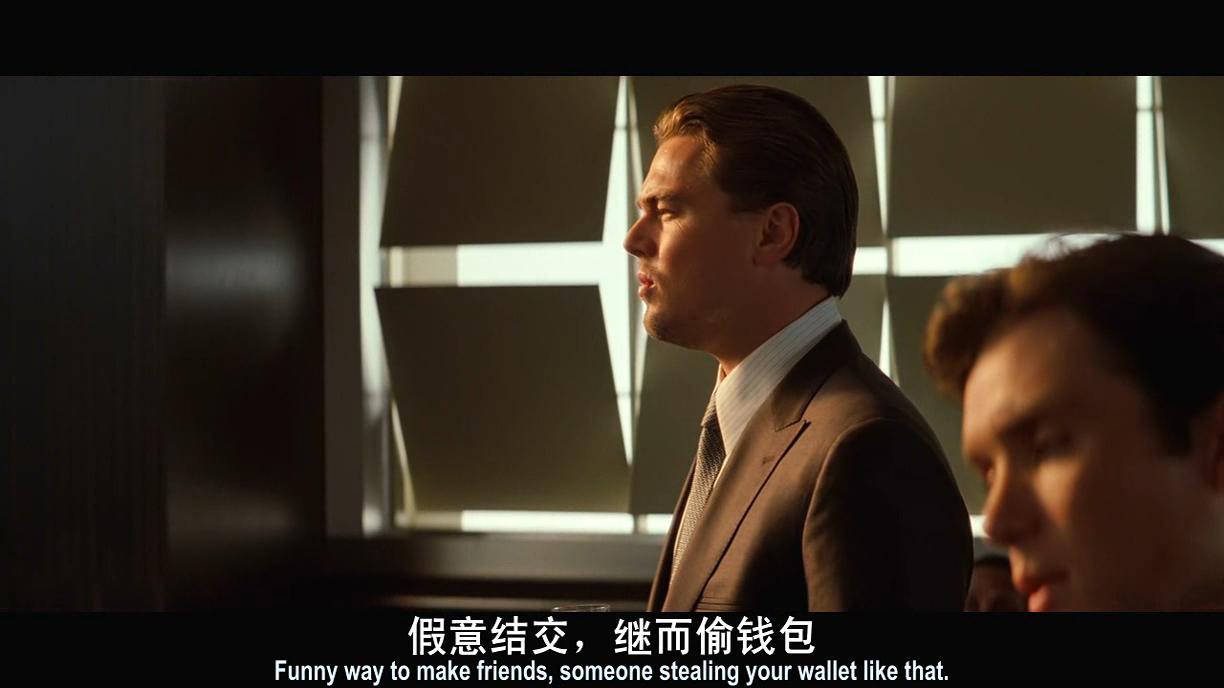 假意结交，继而偷钱包
Funny way to make friends, someone stealing your wallet like that.